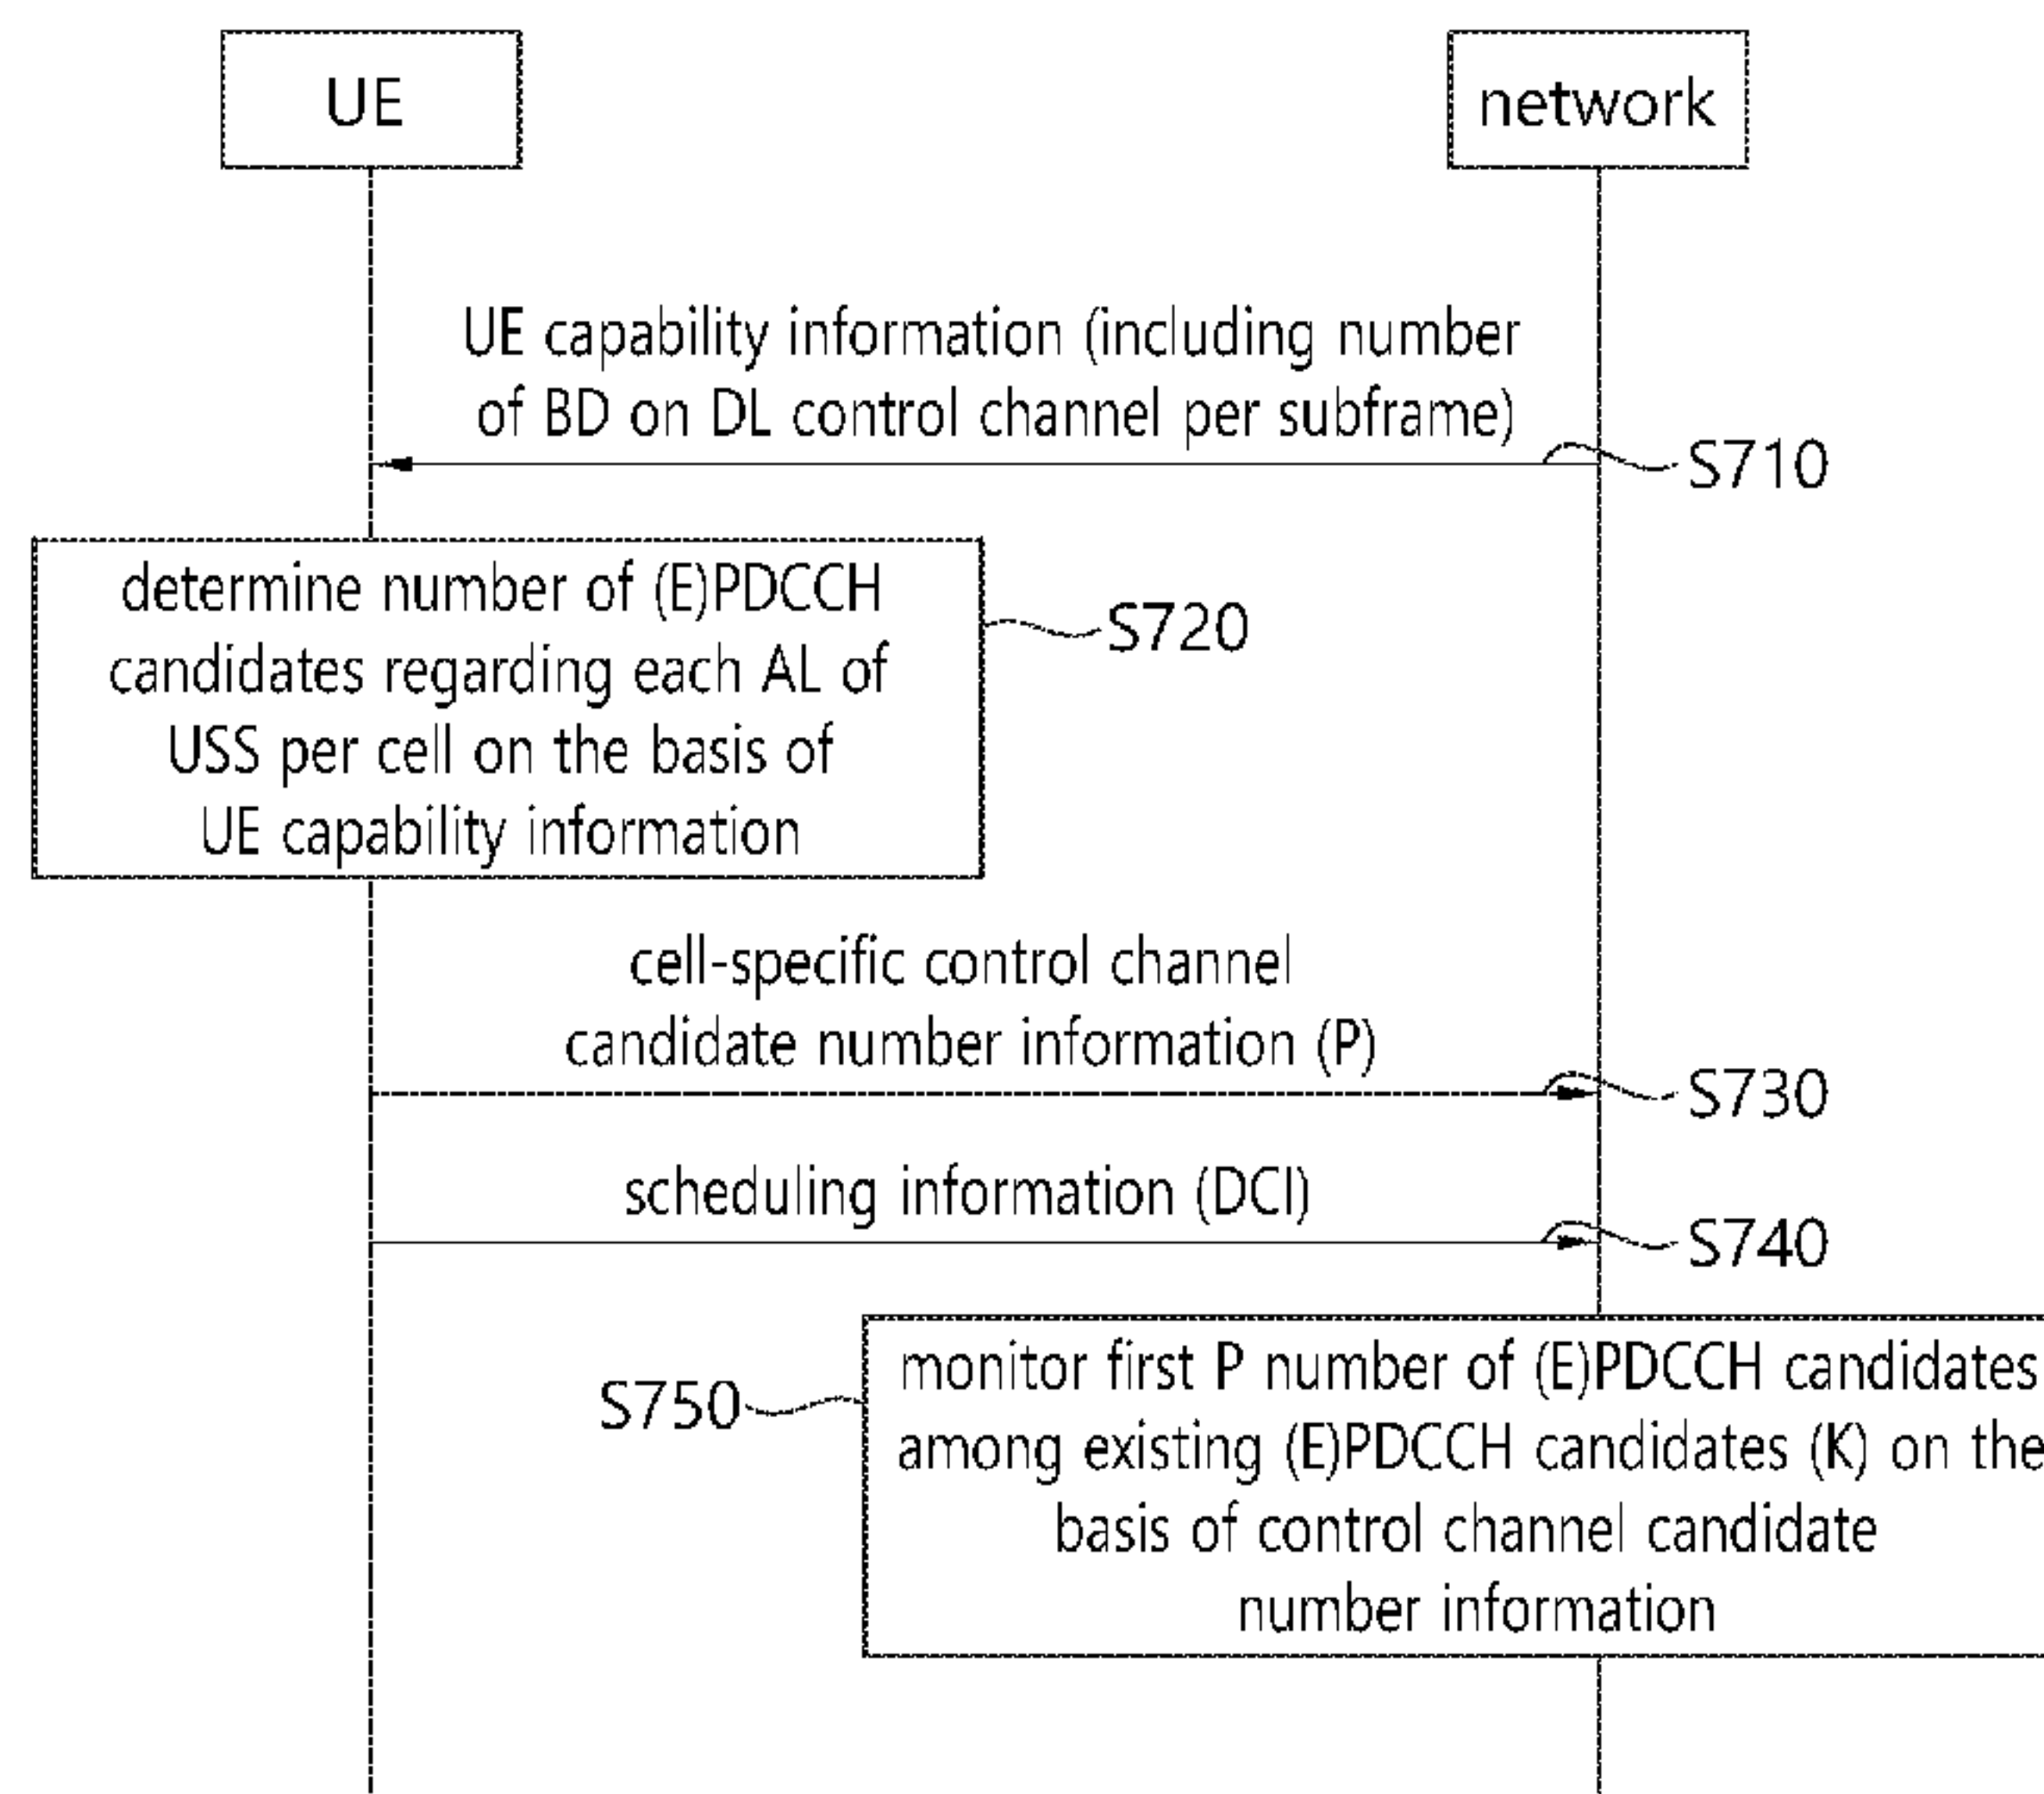 UE
network
UE capability information (including number
of BD on DL control channel per subframe)
S710
determine number of (E)PDCCH
candidates regarding each AL of
USS per cell on the basis of
UE capability information
S720
cell-specific control channel
candidate number information (P)
S730
scheduling information (DCI)
S740
S750
monitor first P number of (E)PDCCH candidates
among existing (E)PDCCH candidates (K) on the
basis of control channel candidate
number information